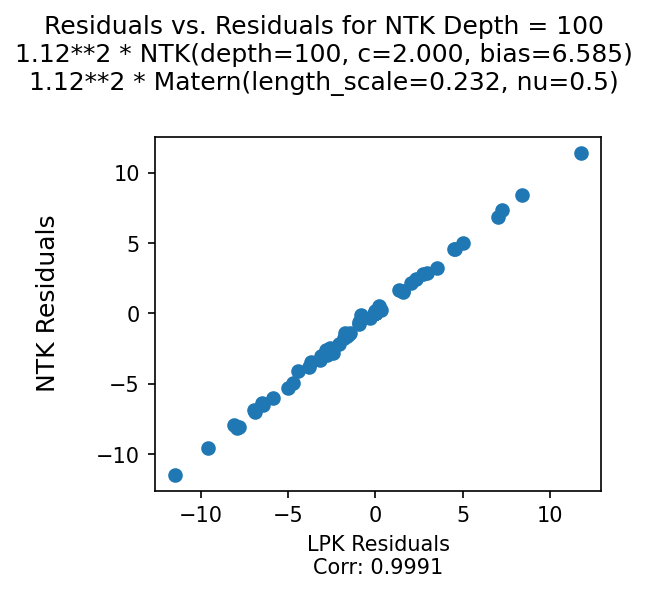 Residuals vs. Residuals for NTK Depth = 100
1.12**2 * NTK(depth=100, c=2.000, bias=6.585)
1.12**2 * Matern(length_scale=0.232, nu=0.5)
NTK Residuals
10
5
0
−5
−10
−10 −5 0 5 10
LPK Residuals
Corr: 0.9991